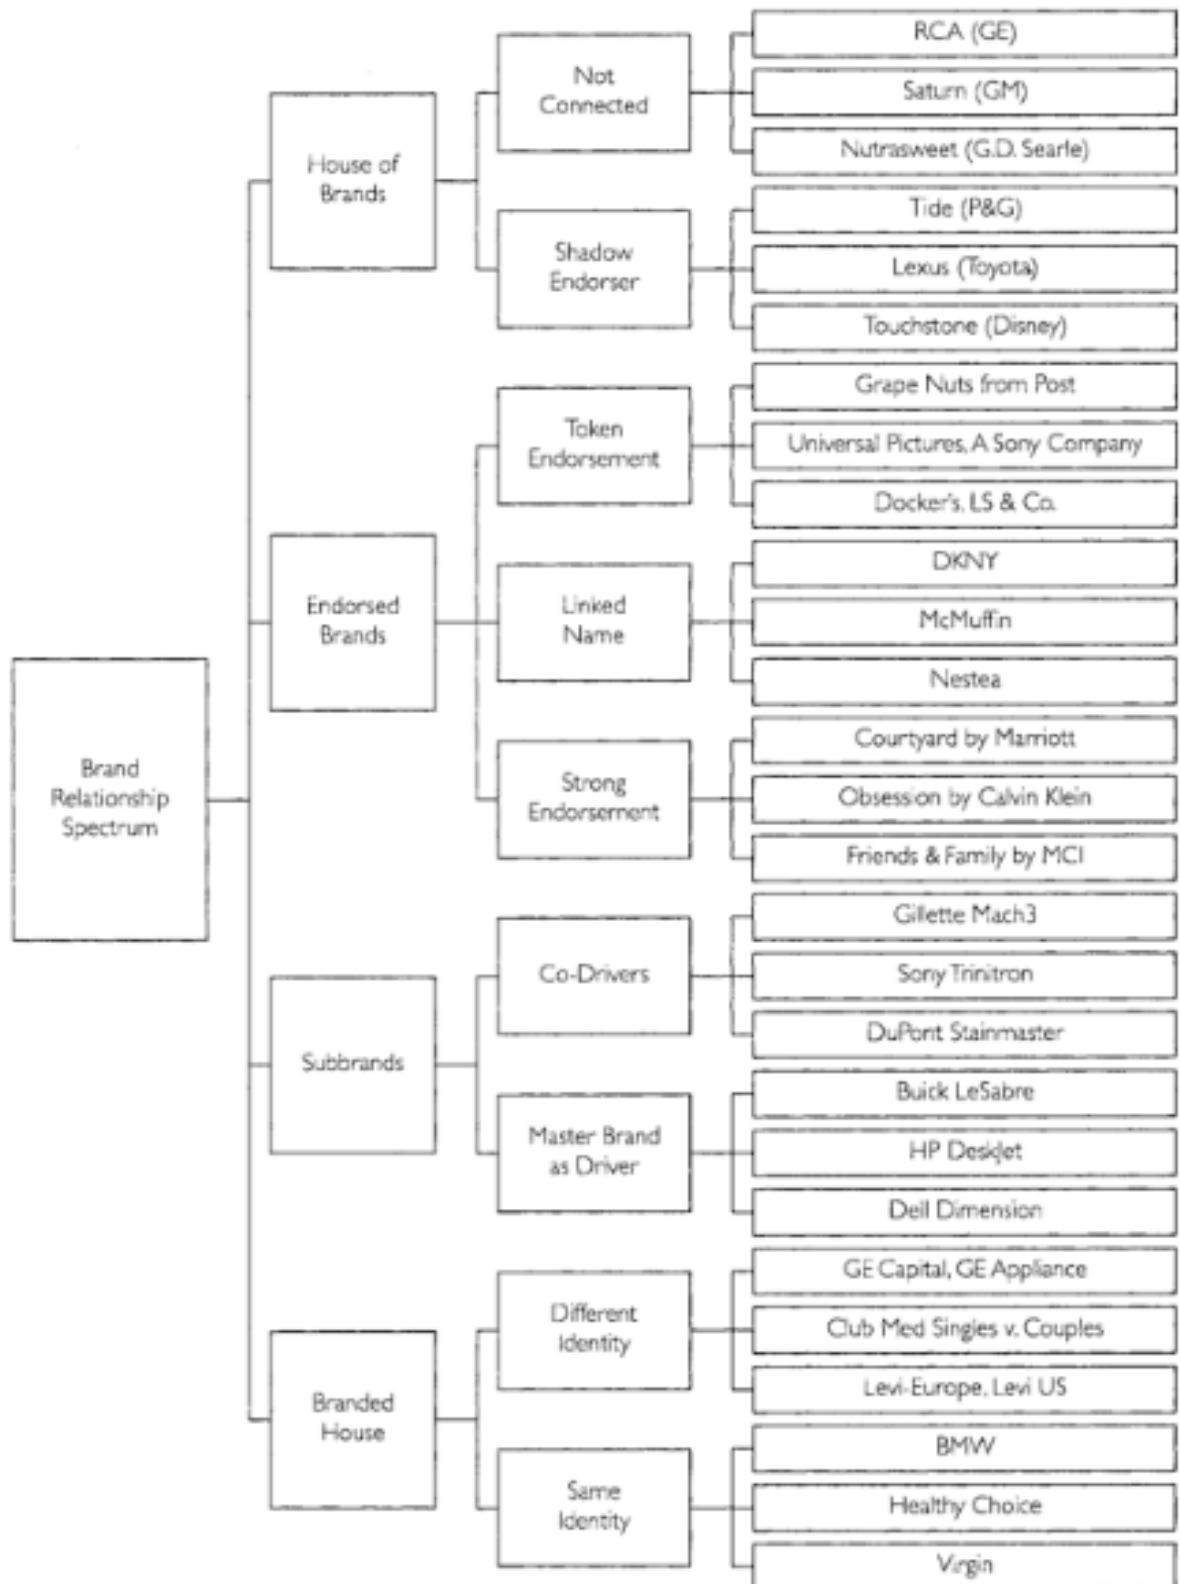 Brand
Relationship
Spectrum
House of
Brands
Not
Connected
RCA (GE)
Saturn (GM)
Nutrasweet (G.D. Searle)
Shadow
Endorser
Tide (P&G)
Lexus (Toyota)
Touchstone (Disney)
Endorsed
Brands
Token
Endorsement
Grape Nuts from Post
Universal Pictures, A Sony Company
Docker's, LS & Co.
Linked
Name
DKNY
McMuffin
Nestea
Strong
Endorsement
Courtyard by Marriott
Obsession by Calvin Klein
Friends & Family by MCI
Subbrands
Co-Drivers
Gillette Mach3
Sony Trinitron
DuPont Stainmaster
Master Brand
as Driver
Buick LeSabre
HP DeskJet
Dell Dimension
Branded
House
Different
Identity
GE Capital, GE Appliance
Club Med Singles v. Couples
Levi-Europe, Levi US
Same
Identity
BMW
Healthy Choice
Virgin